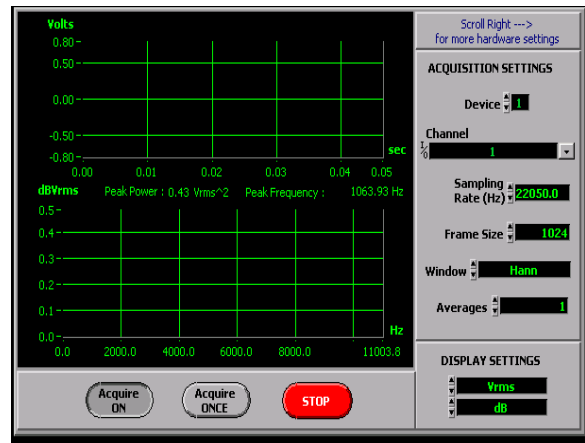 Volts
0.80
0.50
0.00
-0.50
-0.80
sec
0.00 0.01 0.02 0.03 0.04 0.05
dBVrms Peak Power : 0.43 Vrms^2 Peak Frequency : 1063.93 Hz
0.5
0.4
0.3
0.2
0.1
0.0
Hz
0.0 2000.0 4000.0 6000.0 8000.0 11003.8
Acquire
ON
Acquire
ONCE
STOP
Scroll Right --->
for more hardware settings
ACQUISITION SETTINGS
Device 1
Channel
I/0 1
Sampling
Rate (Hz) 22050.0
Frame Size 1024
Window Hann
Averages 1
DISPLAY SETTINGS
Vrms
dB